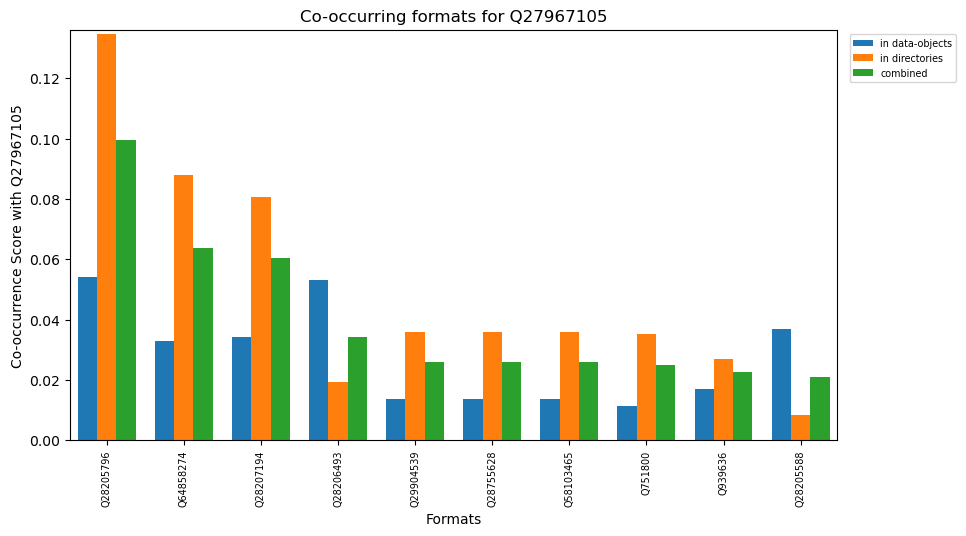 Co-occurring formats for Q27967105
in data-objects
in directories
combined
Co-occurrence Score with Q27967105
0.12
0.10
0.08
0.06
0.04
0.02
0.00
Q28205796
Q64858274
Q28207194
Q28206493
Q29904539
Q28755628
Q58103465
Q751800
Q939636
Q28205588
Formats